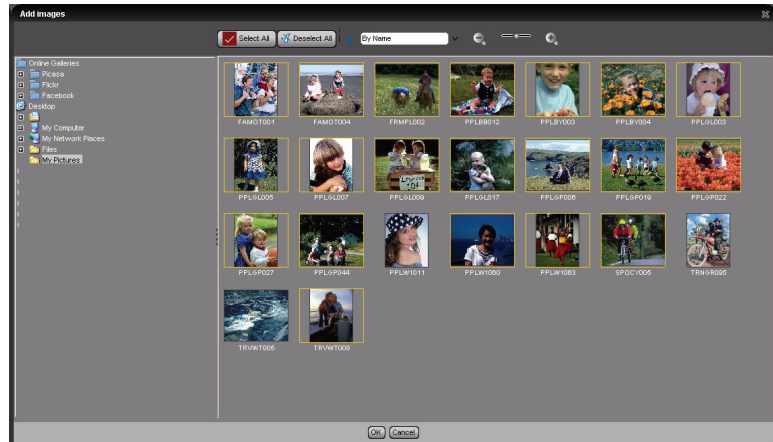 Add images
Select All
Deselect All
By Name
Online Galleries
Picasa
Flickr
Facebook
Desktop
My Computer
My Network Places
Files
My Pictures
FAMOT001
FAMOT004
FRMPL002
PPLBB012
PPLBY003
PPLBY004
PPLGL003
PPLGL005
PPLGL007
PPLGL009
PPLGL017
PPLGP006
PPLGP019
PPLGP022
PPLGP027
PPLGP044
PPLW1011
PPLW1060
PPLW1063
SPOCY005
TRNGR095
TRVWT005
TRVWT008
OK
Cancel